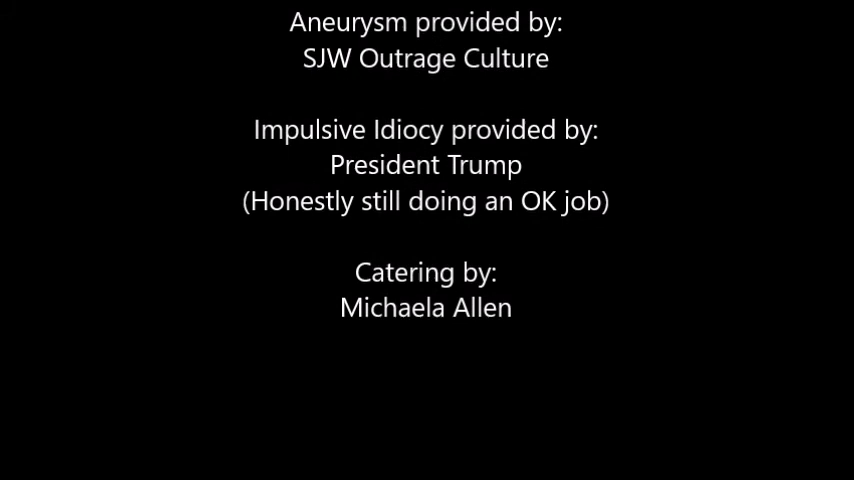 Aneurysm provided by:
SJW Outrage Culture
Impulsive Idiocy provided by:
President Trump
(Honestly still doing an OK job)
Catering by:
Michaela Allen